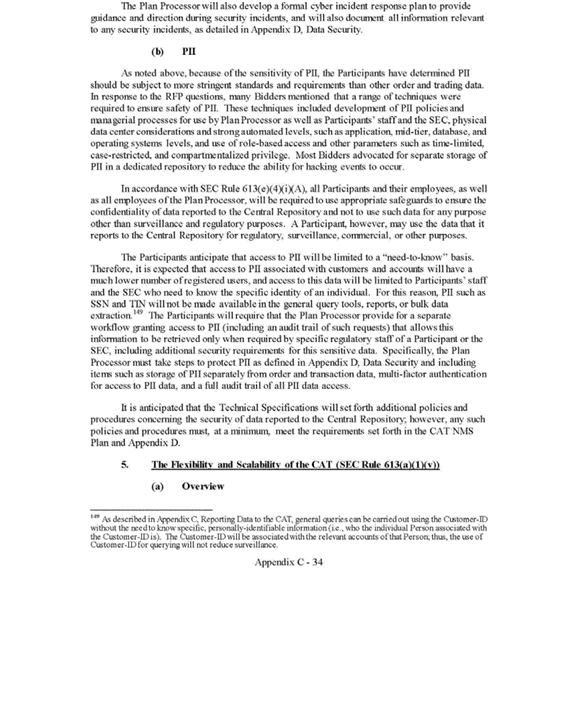 The Plan Processor will also develop a formal cyber incident response plan to provide
guidance and direction during security incidents, and will also document all information relevant
to any security incidents, as detailed in Appendix D, Data Security.
(b) PII
As noted above, because of the sensitivity of PII, the Participants have determined PII
should be subject to more stringent standards and requirements than other order and trading data.
In response to the RFP questions, many Bidders mentioned that a range of techniques were
required to ensure safety of PII. These techniques included development of PII policies and
managerial processes for use by Plan Processor as well as Participants' staff and the SEC, physical
data center considerations and strong automated levels, such as application, mid-tier, database, and
operating systems levels, and use of role-based access and other parameters such as time-limited,
case-restricted, and compartmentalized privilege. Most Bidders advocated for separate storage of
PII in a dedicated repository to reduce the ability for hacking events to occur.
In accordance with SEC Rule 613(e)(4)(i)(A), all Participants and their employees, as well
as all employees of the Plan Processor, will be required to use appropriate safeguards to ensure the
confidentiality of data reported to the Central Repository and not to use such data for any purpose
other than surveillance and regulatory purposes. A Participant, however, may use the data that it
reports to the Central Repository for regulatory, surveillance, commercial, or other purposes.
The Participants anticipate that access to PII will be limited to a "need-to-know" basis.
Therefore, it is expected that access to PII associated with customers and accounts will have a
much lower number of registered users, and access to this data will be limited to Participants' staff
and the SEC who need to know the specific identity of an individual. For this reason, PII such as
SSN and TIN will not be made available in the general query tools, reports, or bulk data
extraction.149 The Participants will require that the Plan Processor provide for a separate
workflow granting access to PII (including an audit trail of such requests) that allows this
information to be retrieved only when required by specific regulatory staff of a Participant or the
SEC, including additional security requirements for this sensitive data. Specifically, the Plan
Processor must take steps to protect PII as defined in Appendix D, Data Security and including
items such as storage of PII separately from order and transaction data, multi-factor authentication
for access to PII data, and a full audit trail of all PII data access.
It is anticipated that the Technical Specifications will set forth additional policies and
procedures concerning the security of data reported to the Central Repository; however, any such
policies and procedures must, at a minimum, meet the requirements set forth in the CAT NMS
Plan and Appendix D.
5. The Flexibility and Scalability of the CAT (SEC Rule 613(a)(1)(v))
(a) Overview
149 As described in Appendix C, Reporting Data to the CAT, general queries can be carried out using the Customer-ID
without the need to know specific, personally-identifiable information (i.e., who the individual Person associated with
the Customer-ID is). The Customer-ID will be associated with the relevant accounts of that Person; thus, the use of
Customer-ID for querying will not reduce surveillance.
Appendix C - 34